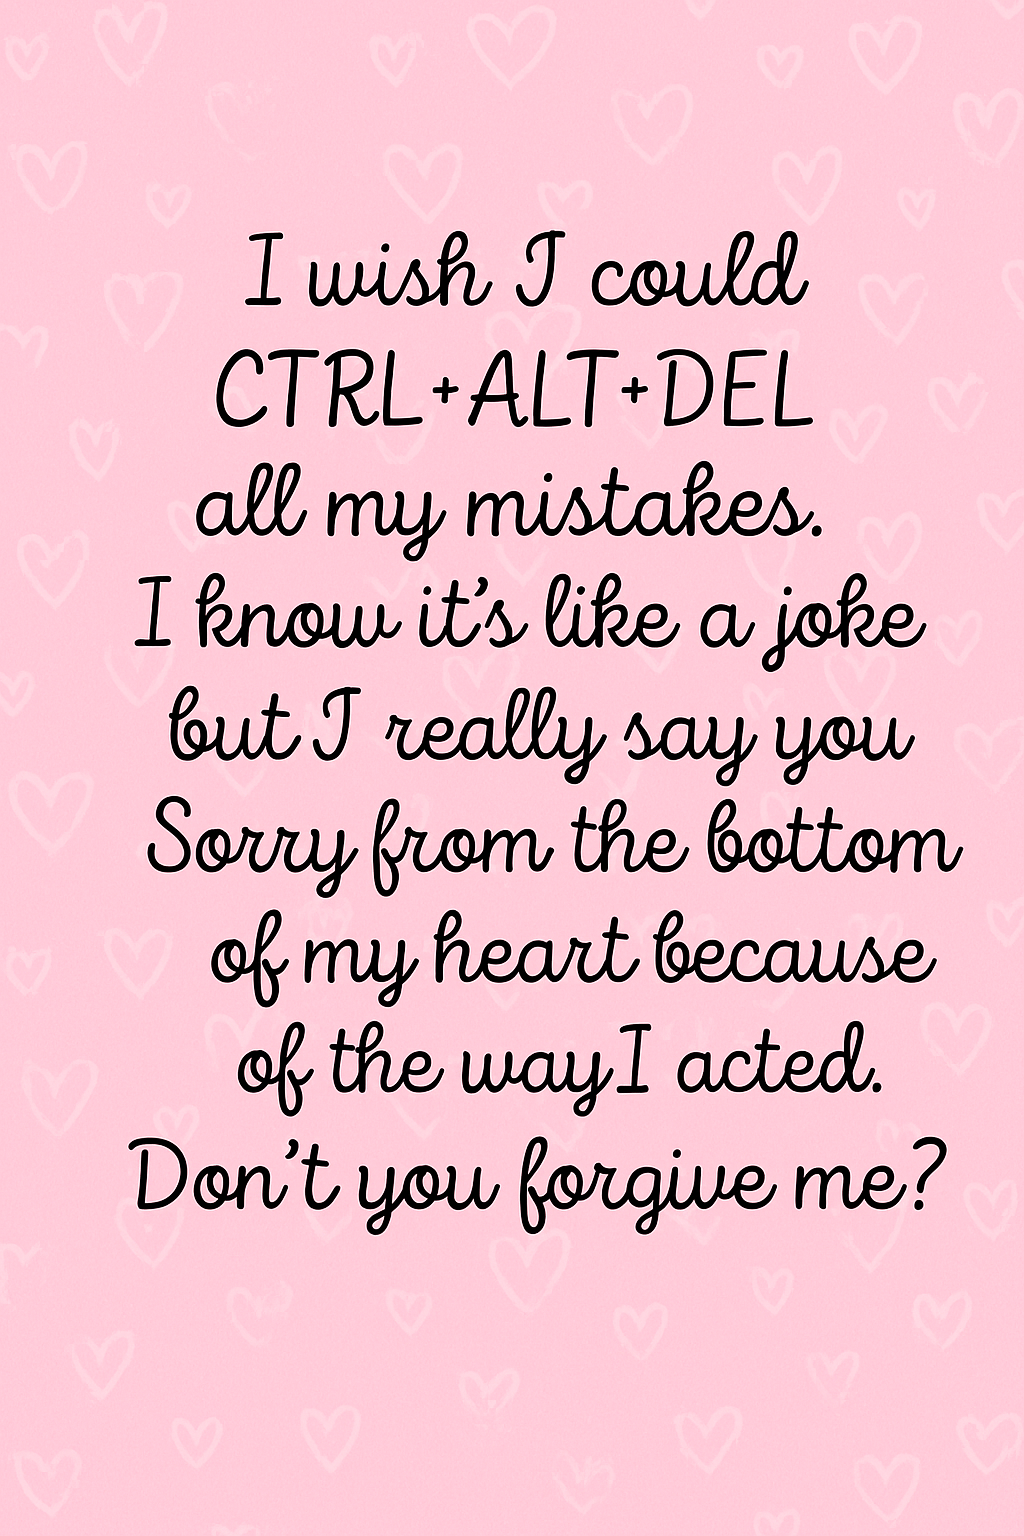 I wish I could
CTRL+ALT+DEL
all my mistakes.
I know it’s like a joke
but I really say you
Sorry from the bottom
of my heart because
of the way I acted.
Don’t you forgive me?